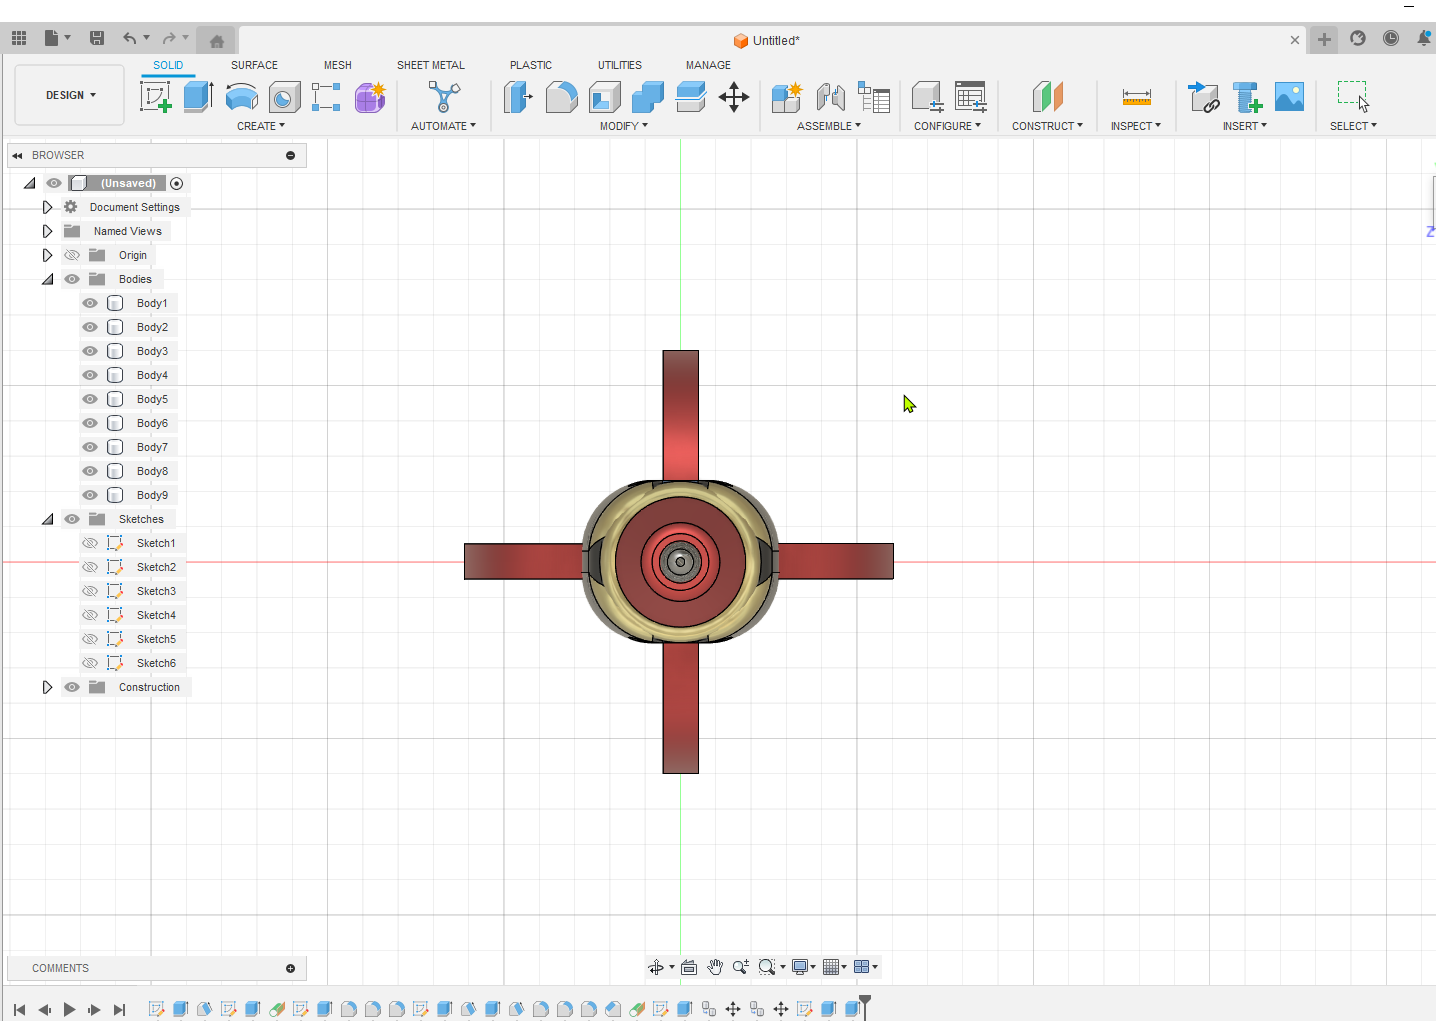 Untitled*
SOLID SURFACE MESH SHEET METAL PLASTIC UTILITIES MANAGE
DESIGN
CREATE AUTOMATE MODIFY ASSEMBLE CONFIGURE CONSTRUCT INSPECT INSERT SELECT
BROWSER
(Unsaved)
Document Settings
Named Views
Origin
Bodies
Body1
Body2
Body3
Body4
Body5
Body6
Body7
Body8
Body9
Sketches
Sketch1
Sketch2
Sketch3
Sketch4
Sketch5
Sketch6
Construction
Z
COMMENTS